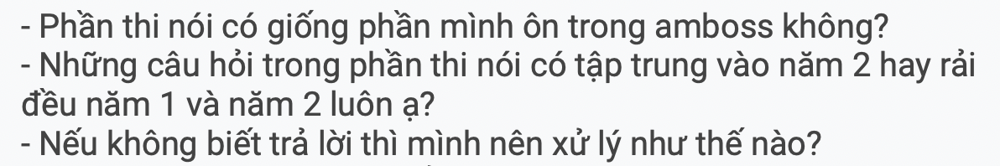 - Phần thi nói có giống phần mình ôn trong amboss không?
- Những câu hỏi trong phần thi nói có tập trung vào năm 2 hay rải
đều năm 1 và năm 2 luôn ạ?
- Nếu không biết trả lời thì mình nên xử lý như thế nào?